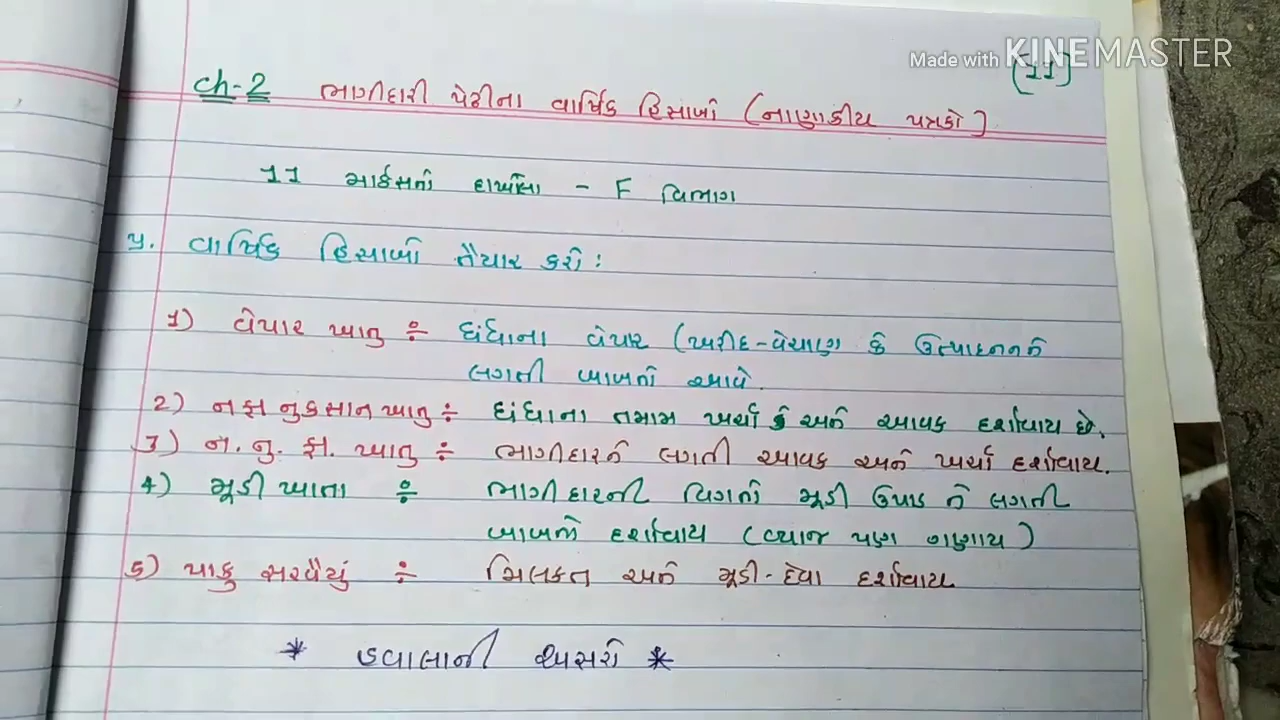 Made with KINEMASTER
(11)
ch-2 ભાગીદારી પેઢીના વાર્ષિક હિસાબો (નાણાકીય પત્રકો)
11 માર્કસનો દાખલો - F વિભાગ
પ્ર. વાર્ષિક હિસાબો તૈયાર કરો :
1) વેપાર ખાતુ ÷ ધંધાના વેપાર (ખરીદ-વેચાણ કે ઉત્પાદનનને
લગતી બાબતો આવે.
2) નફા નુકસાન ખાતુ ÷ ધંધાના તમામ ખર્ચા અને આવક દર્શાવાય છે.
3) ન. નુ. ફા. ખાતુ ÷ ભાગીદારને લગતી આવક અને ખર્ચા દર્શાવાય.
4) મૂડી ખાતા ÷ ભાગીદારની વિગતો મૂડી ઉપાડ ને લગતી
બાબતો દર્શાવાય (વ્યાજ પણ ગણાય)
5) પાકુ સરવૈયું ÷ મિલકત અને મૂડી-દેવા દર્શાવાય
* હવાલાની અસરો *